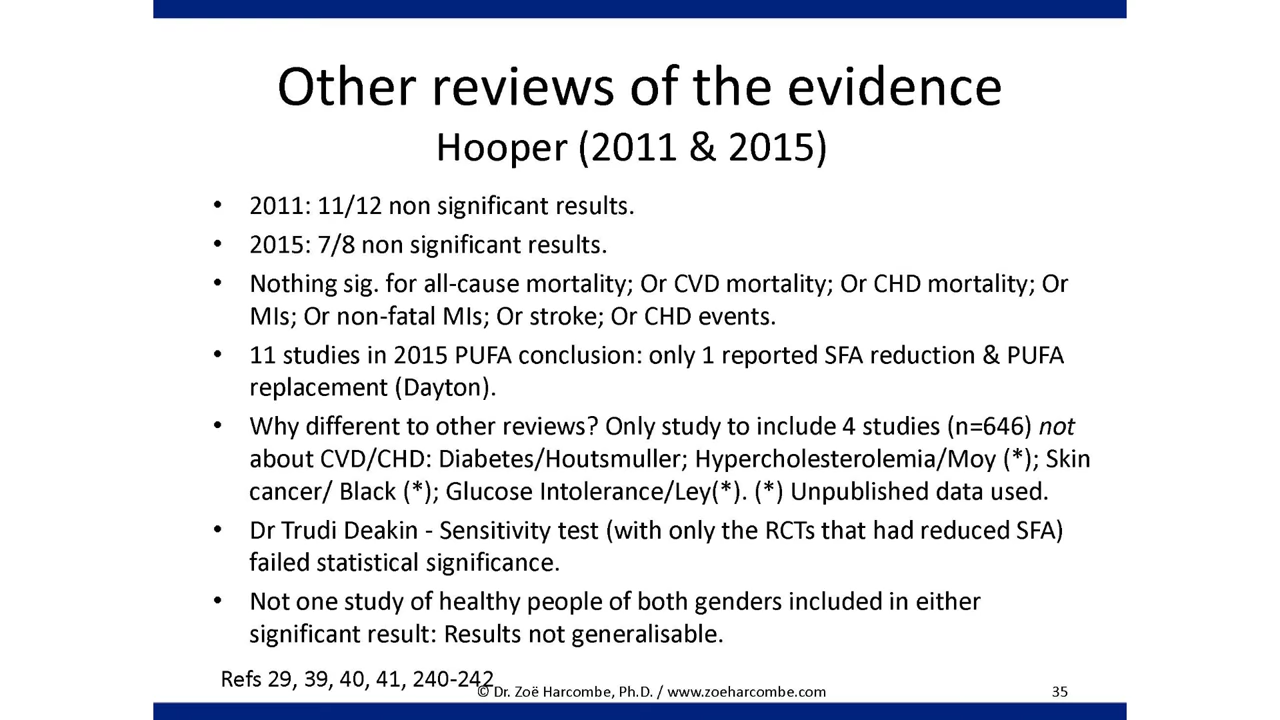 Other reviews of the evidence
Hooper (2011 & 2015)
• 2011: 11/12 non significant results.
• 2015: 7/8 non significant results.
• Nothing sig. for all-cause mortality; Or CVD mortality; Or CHD mortality; Or
MIs; Or non-fatal MIs; Or stroke; Or CHD events.
• 11 studies in 2015 PUFA conclusion: only 1 reported SFA reduction & PUFA
replacement (Dayton).
• Why different to other reviews? Only study to include 4 studies (n=646) not
about CVD/CHD: Diabetes/Houtsmuller; Hypercholesterolemia/Moy (*); Skin
cancer/ Black (*); Glucose Intolerance/Ley(*). (*) Unpublished data used.
• Dr Trudi Deakin - Sensitivity test (with only the RCTs that had reduced SFA)
failed statistical significance.
• Not one study of healthy people of both genders included in either
significant result: Results not generalisable.
Refs 29, 39, 40, 41, 240-242
© Dr. Zoë Harcombe, Ph.D. / www.zoeharcombe.com
35